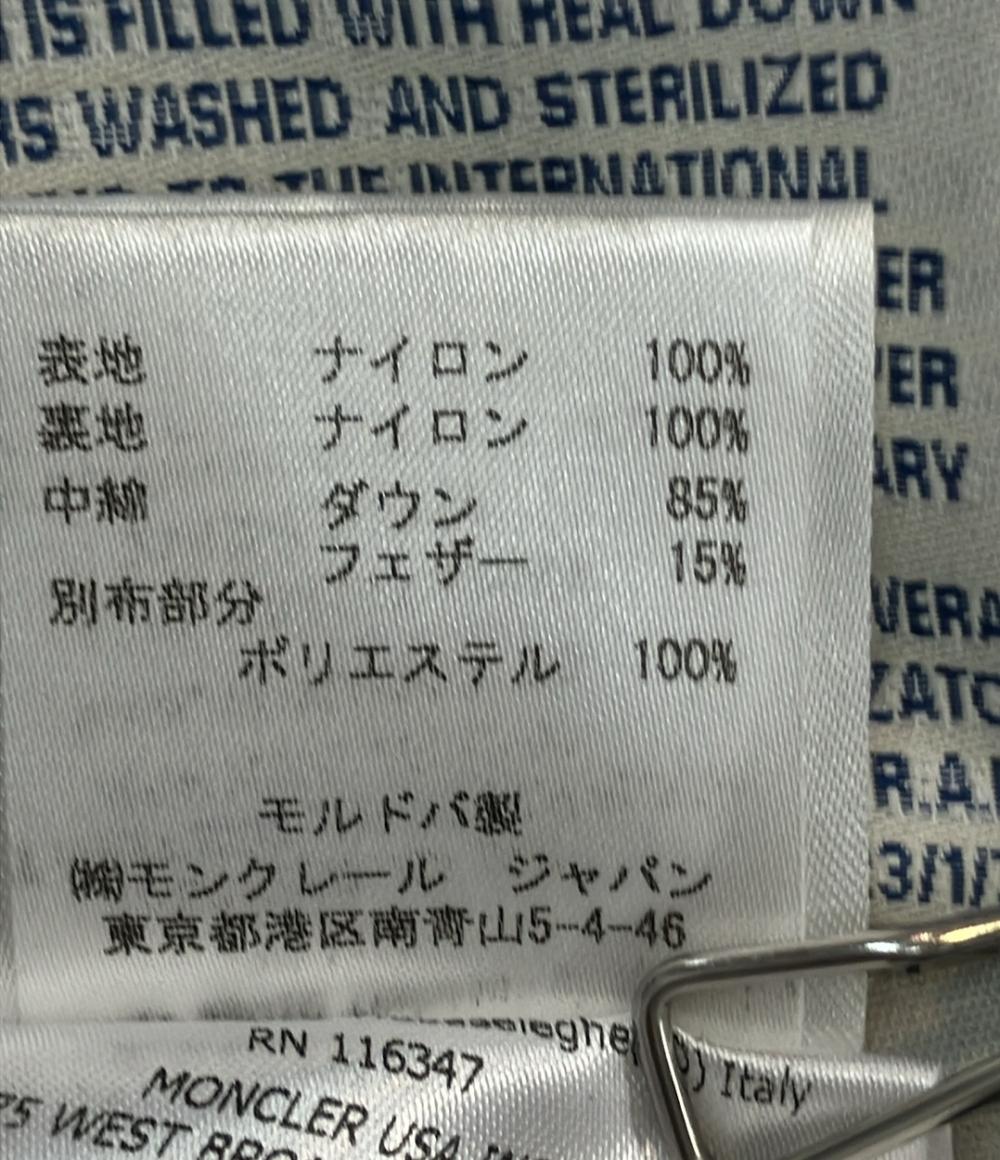 IS FILLED WITH REAL DOWN
WASHED AND STERILIZED
TO THE INTERNATIONAL
ER
ER
ARY
表地 ナイロン 100%
裏地 ナイロン 100%
中綿 ダウン 85%
フェザー 15%
別布部分
ポリエステル 100%
VERA
ZATO
R.A.
3/1/
モルドバ製
㈱モンクレール ジャパン
東京都港区南青山5-4-46
RN 116347
) Italy
MONCLER USA
75 WEST